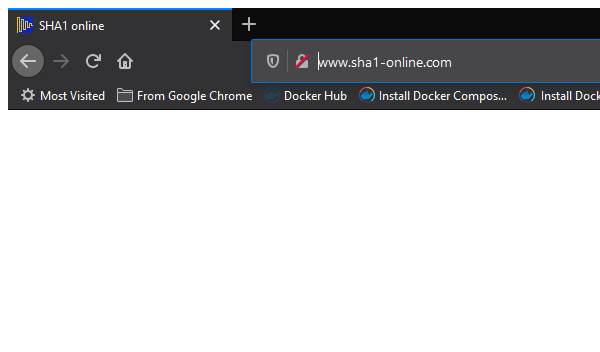 SHA1 online
www.sha1-online.com
Most Visited From Google Chrome Docker Hub Install Docker Compos... Install Dock